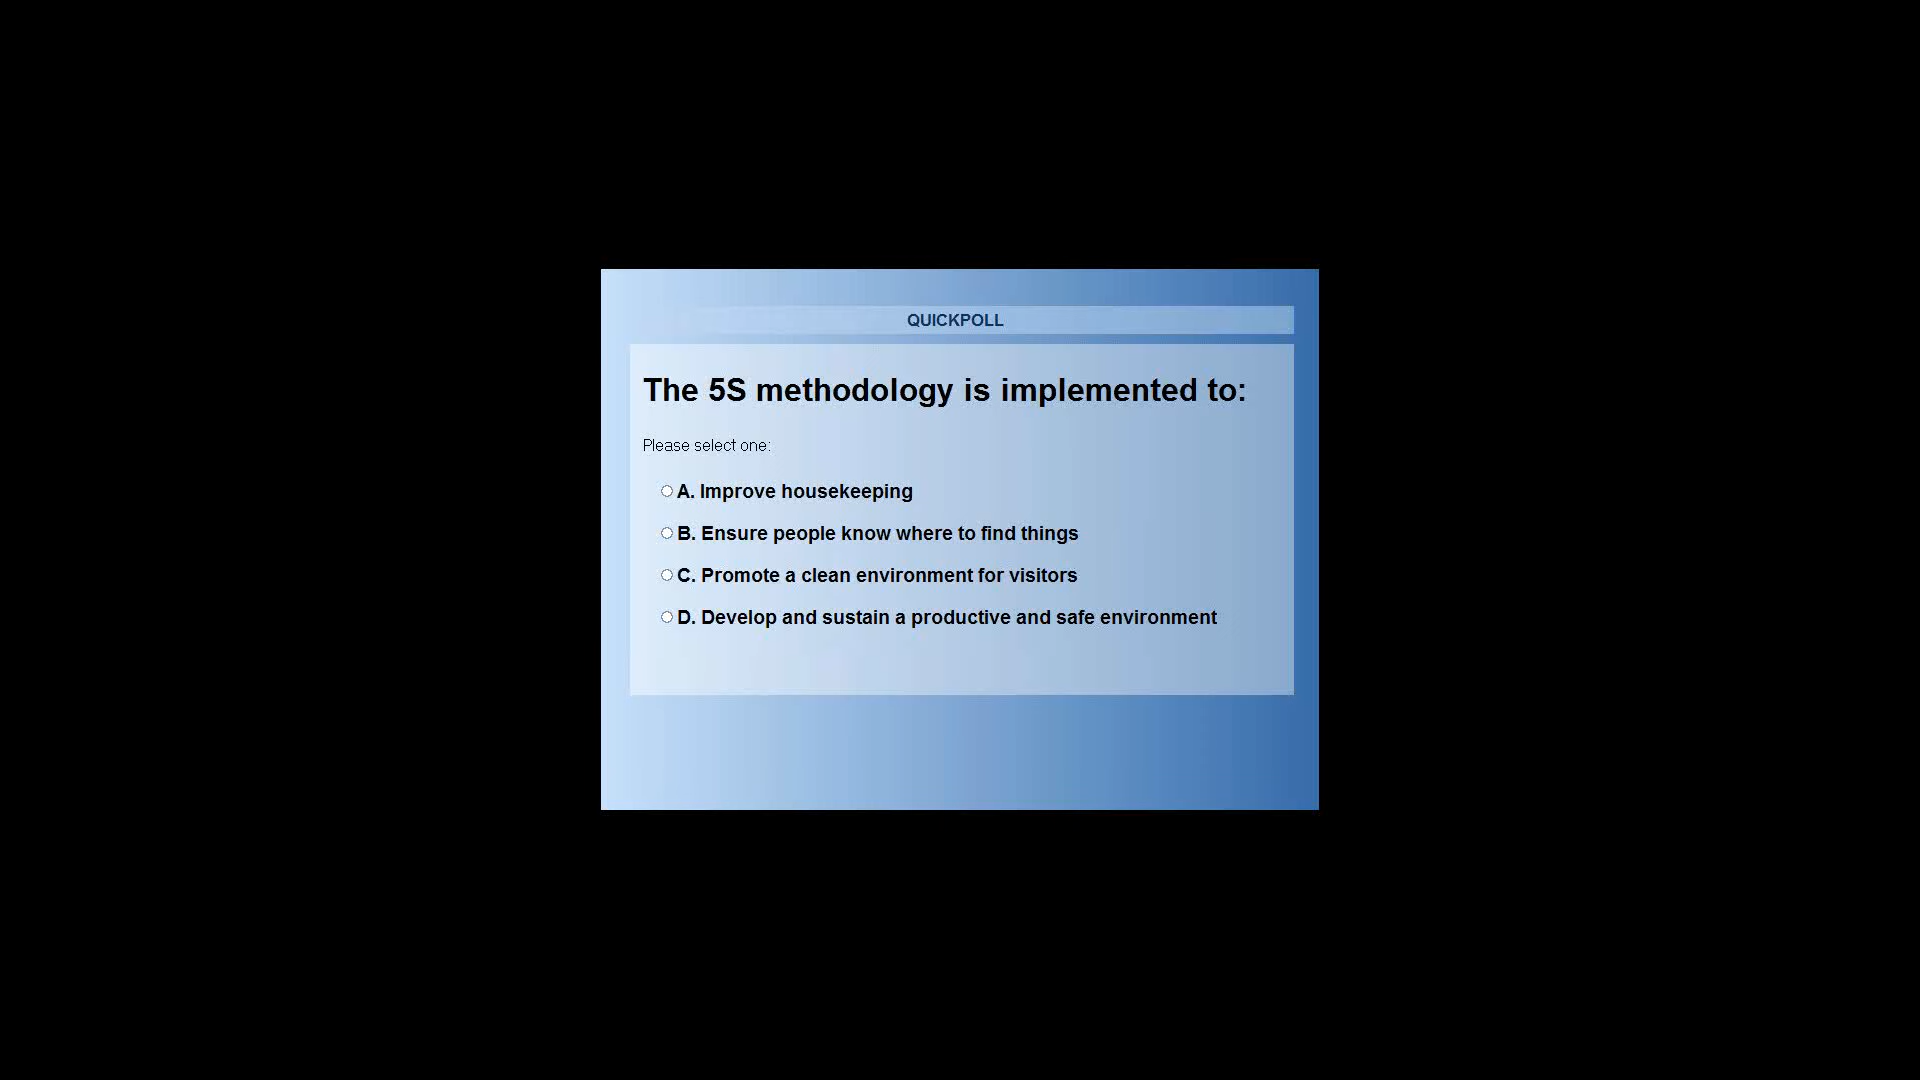 QUICKPOLL
The 5S methodology is implemented to:
Please select one:
A. Improve housekeeping
B. Ensure people know where to find things
C. Promote a clean environment for visitors
D. Develop and sustain a productive and safe environment